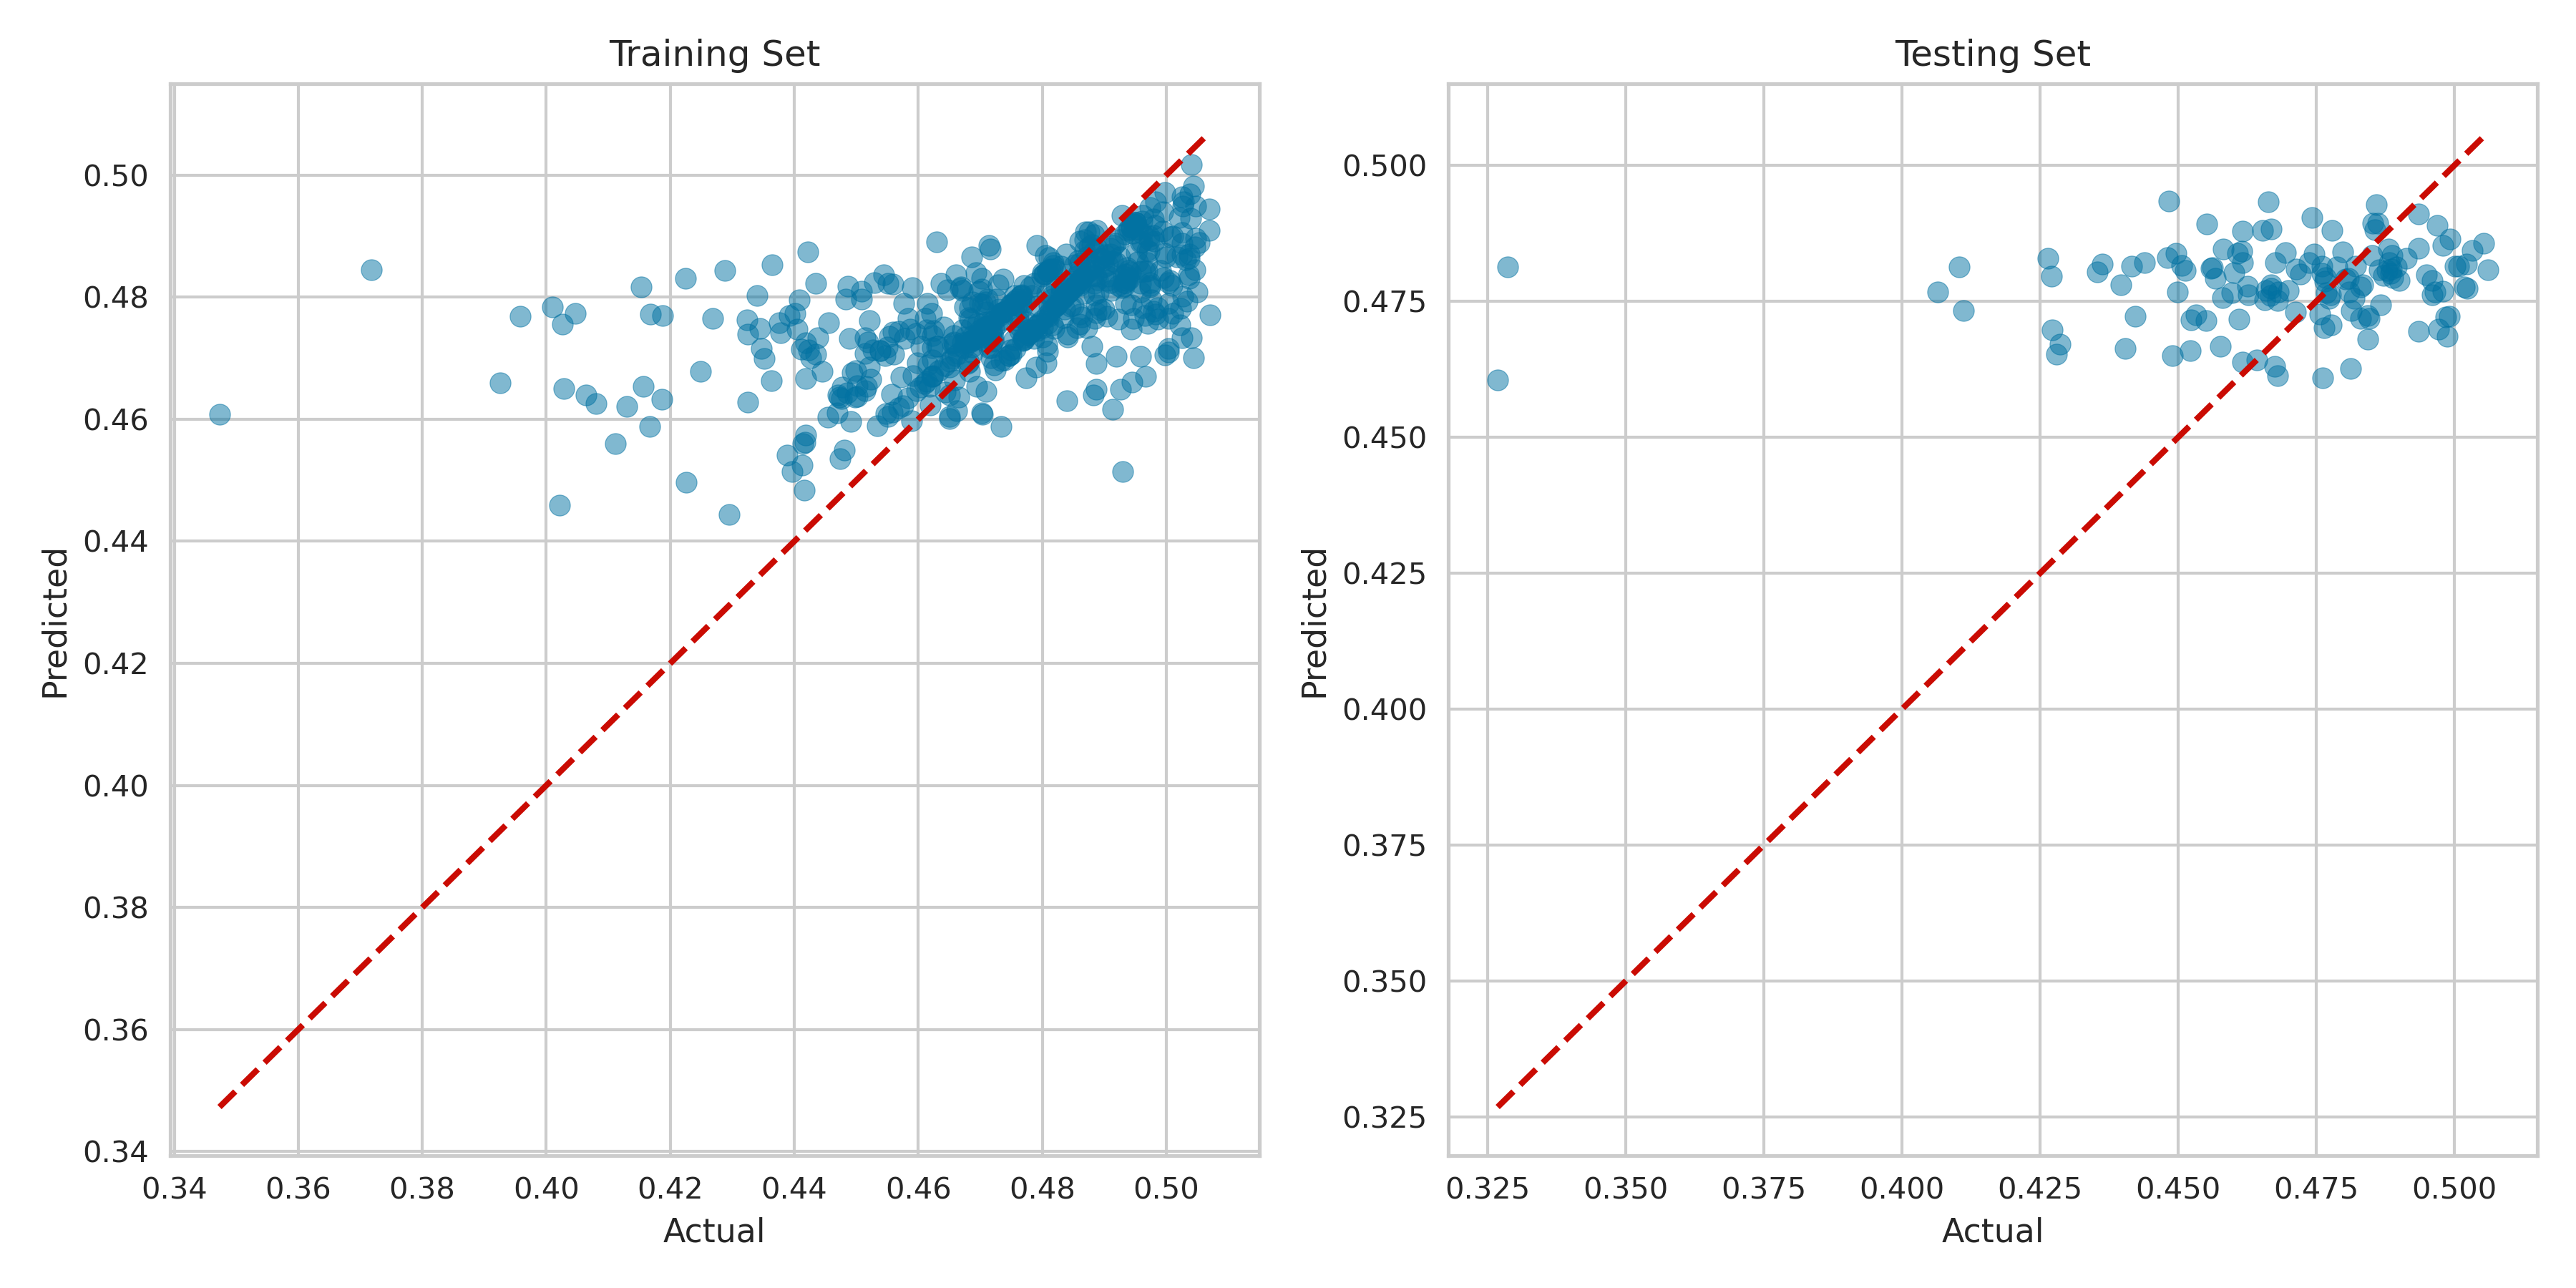 Training Set
Predicted
0.50
0.48
0.46
0.44
0.42
0.40
0.38
0.36
0.34
0.34 0.36 0.38 0.40 0.42 0.44 0.46 0.48 0.50
Actual
Testing Set
Predicted
0.500
0.475
0.450
0.425
0.400
0.375
0.350
0.325
0.325 0.350 0.375 0.400 0.425 0.450 0.475 0.500
Actual